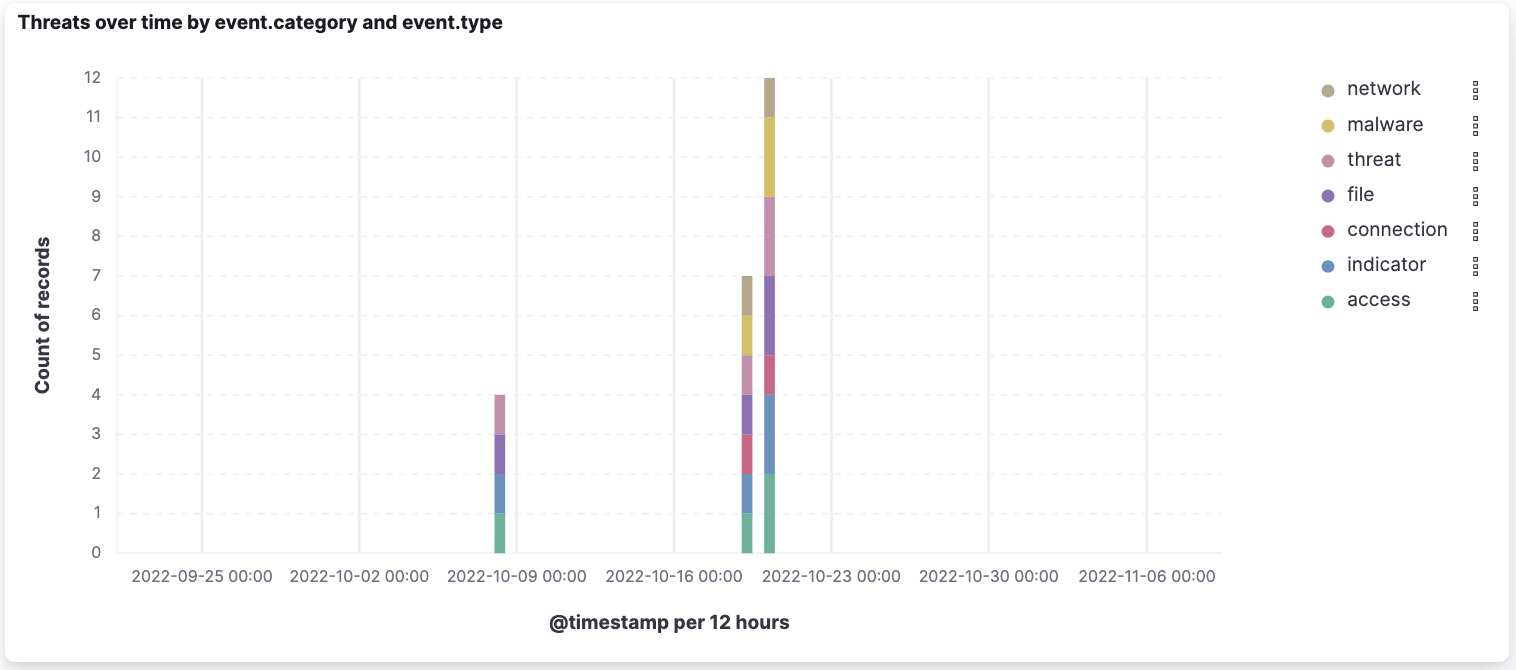 Threats over time by event.category and event.type
12
11
10
9
8
7
6
5
4
3
2
1
0
Count of records
2022-09-25 00:00 2022-10-02 00:00 2022-10-09 00:00 2022-10-16 00:00 2022-10-23 00:00 2022-10-30 00:00 2022-11-06 00:00
@timestamp per 12 hours
network
malware
threat
file
connection
indicator
access